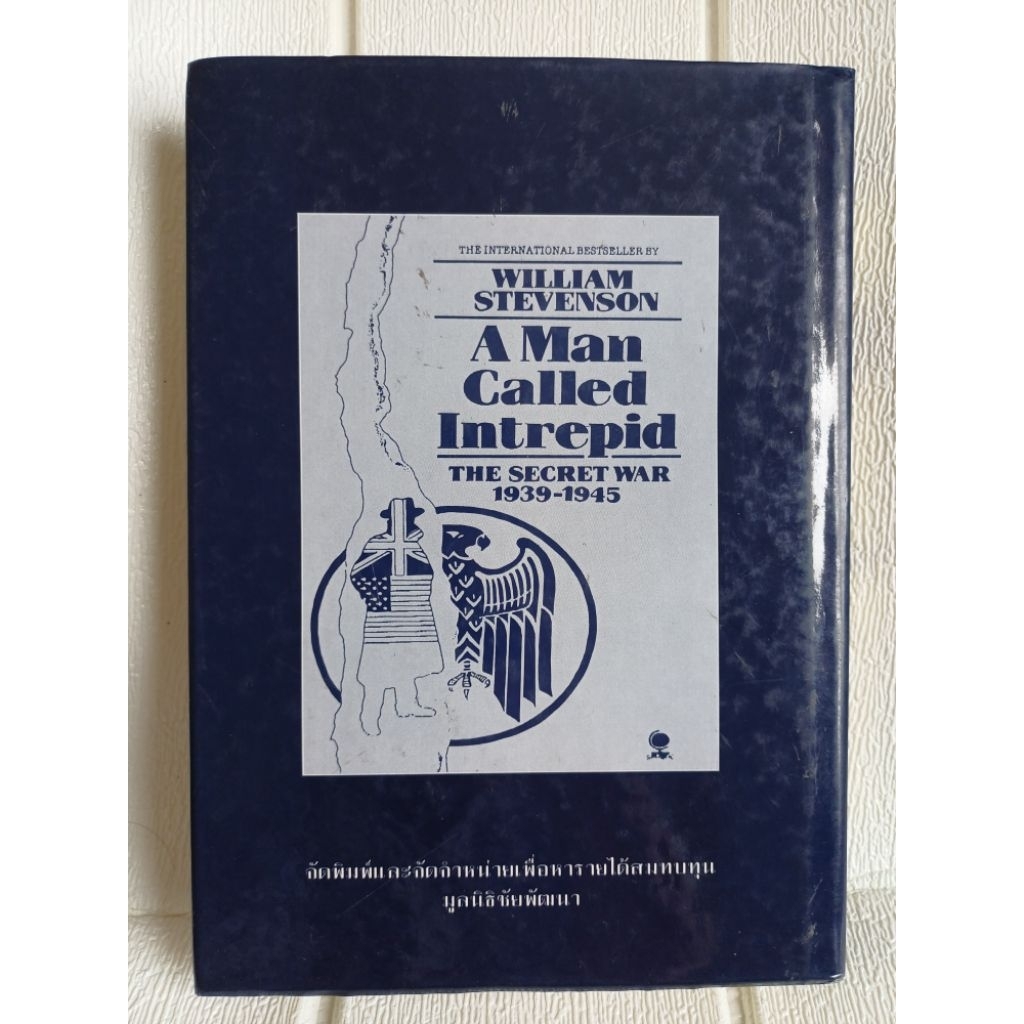 THE INTERNATIONAL BESTSELLER BY
WILLIAM
STEVENSON
A Man
Called
Intrepid
THE SECRET WAR
1939-1945
จัดพิมพ์และจัดจำหน่ายเพื่อหารายได้สมทบทุน
มูลนิธิชัยพัฒนา